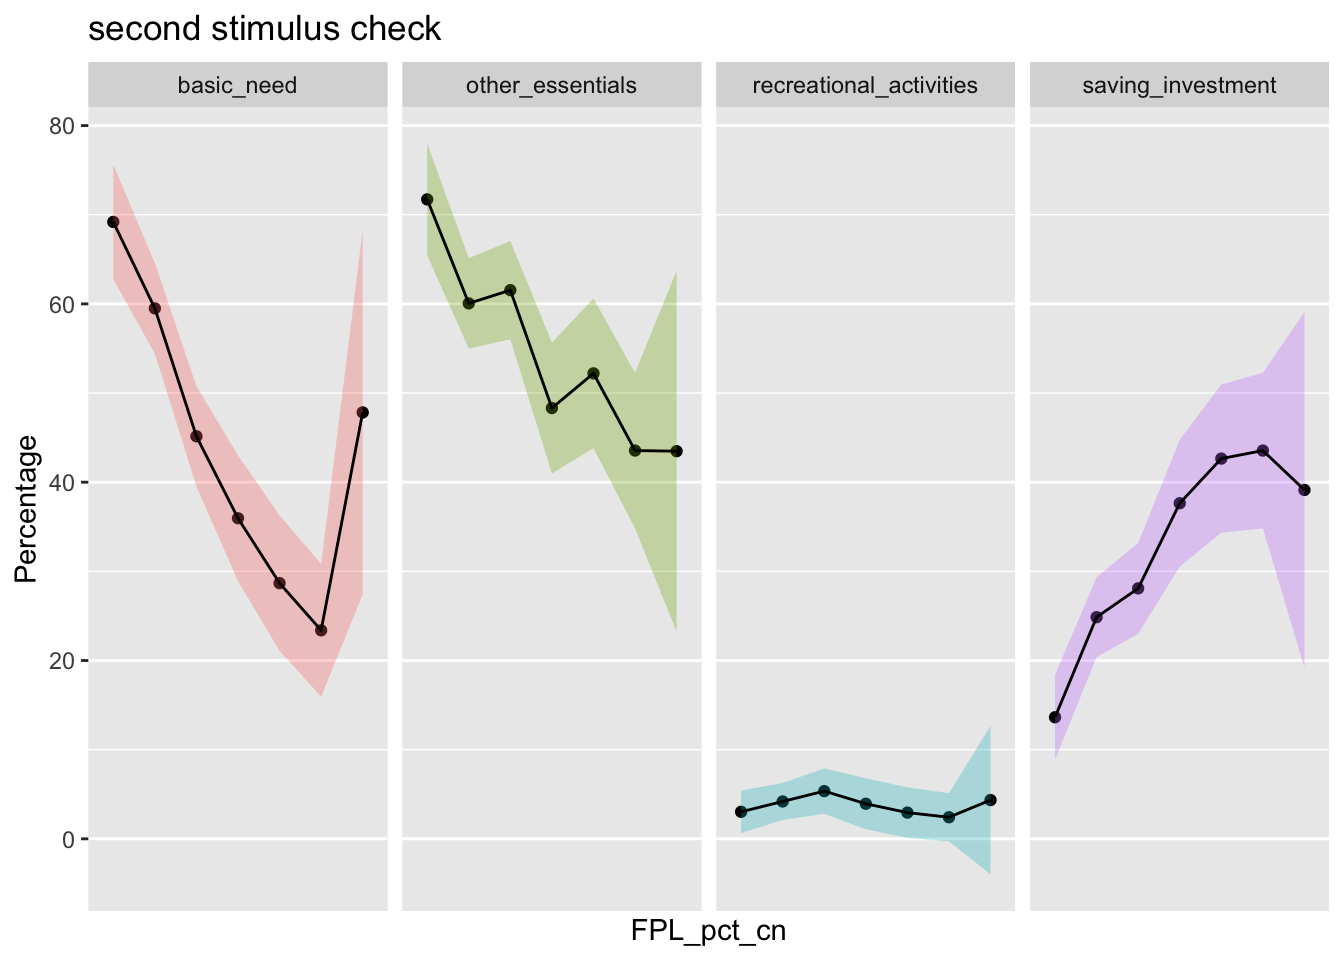 second stimulus check
basic_need other_essentials recreational_activities saving_investment
80
60
40
20
0
Percentage
FPL_pct_cn